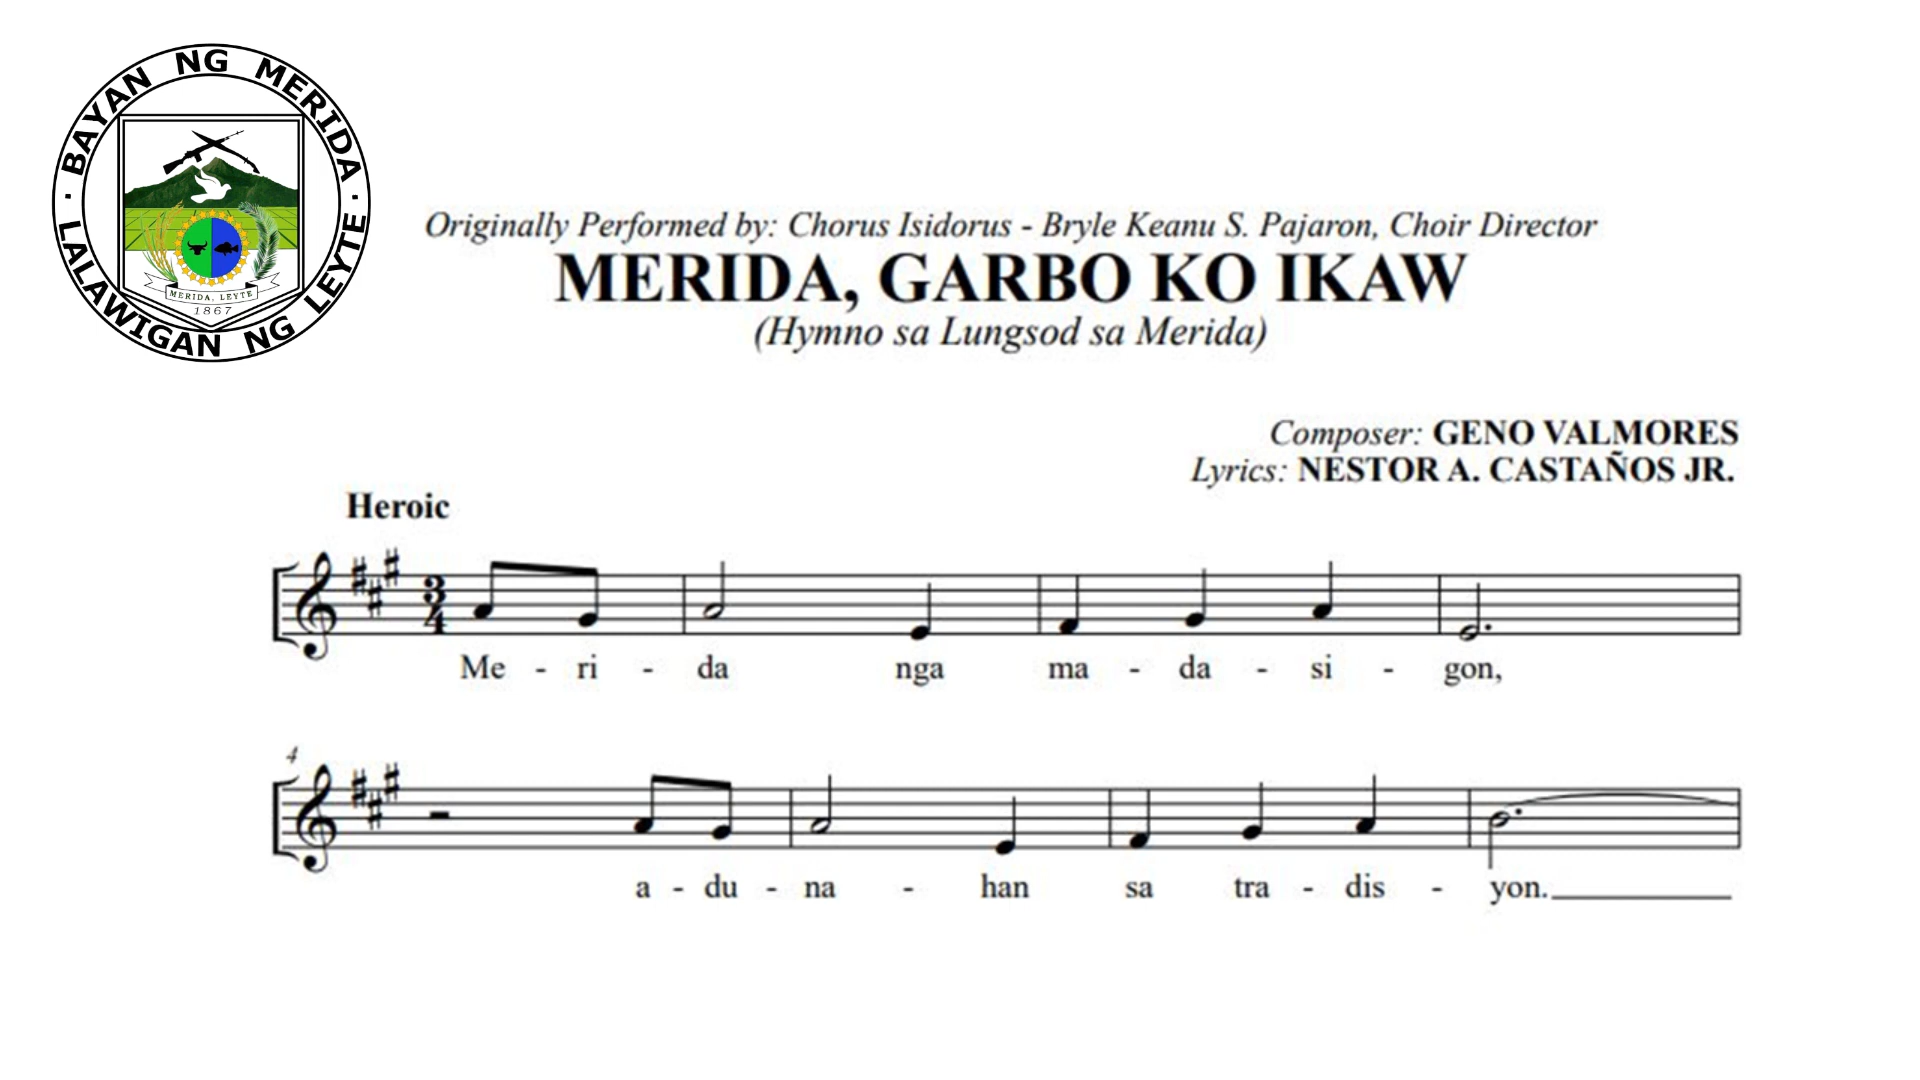 BAYAN NG MERIDA
LALAWIGAN NG LEYTE
MERIDA, LEYTE
1867
Originally Performed by: Chorus Isidorus - Bryle Keanu S. Pajaron, Choir Director
MERIDA, GARBO KO IKAW
(Hymno sa Lungsod sa Merida)
Composer: GENO VALMORES
Lyrics: NESTOR A. CASTAÑOS JR.
Heroic
3
4
Me - ri - da nga ma - da - si - gon,
4
a - du - na - han sa tra - dis - yon.